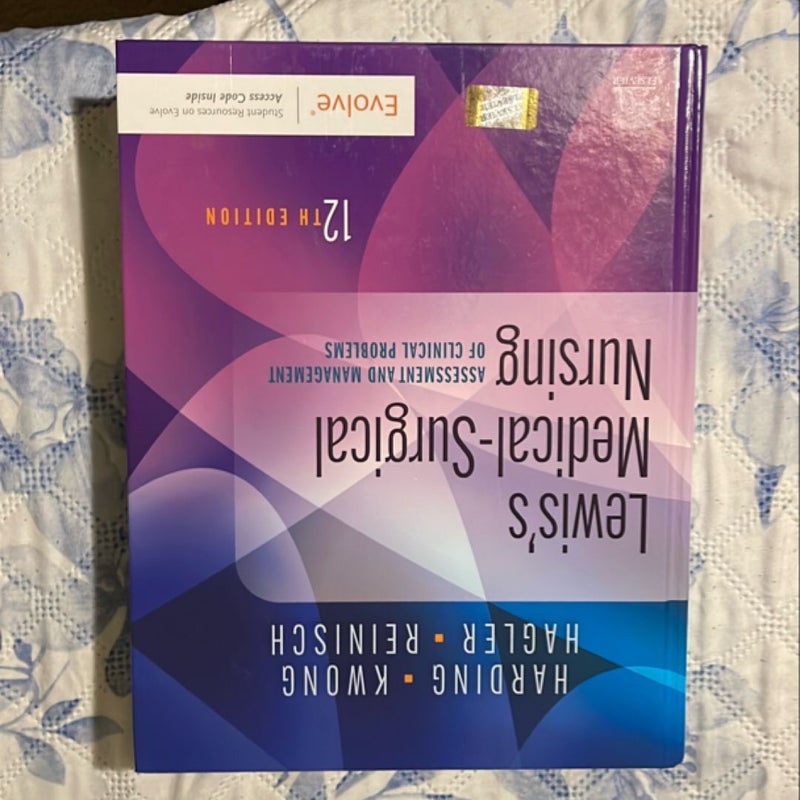 HARDING ▪ KWONG
HAGLER ▪ REINISCH
Lewis's
Medical-Surgical
Nursing
ASSESSMENT AND MANAGEMENT
OF CLINICAL PROBLEMS
12TH EDITION
Evolve®
Student Resources on Evolve
Access Code Inside
ELSEVIER